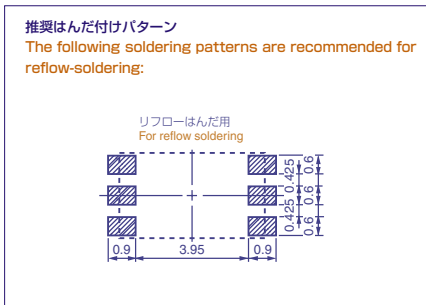 推奨はんだ付けパターン
The following soldering patterns are recommended for
reflow-soldering:
リフローはんだ用
For reflow soldering
0.6
0.425
0.6
0.425
0.6
0.9 3.95 0.9